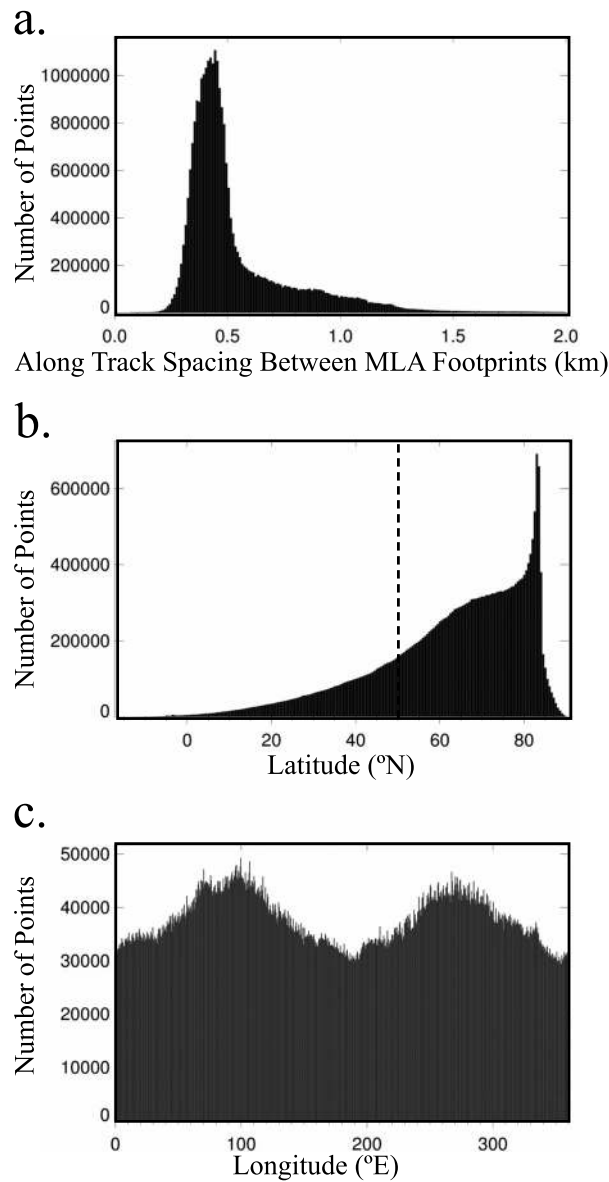 a.
Number of Points
1000000
800000
600000
400000
200000
0
0.0 0.5 1.0 1.5 2.0
Along Track Spacing Between MLA Footprints (km)
b.
Number of Points
600000
400000
200000
0
0 20 40 60 80
Latitude (ºN)
c.
Number of Points
50000
40000
30000
20000
10000
0
0 100 200 300
Longitude (ºE)